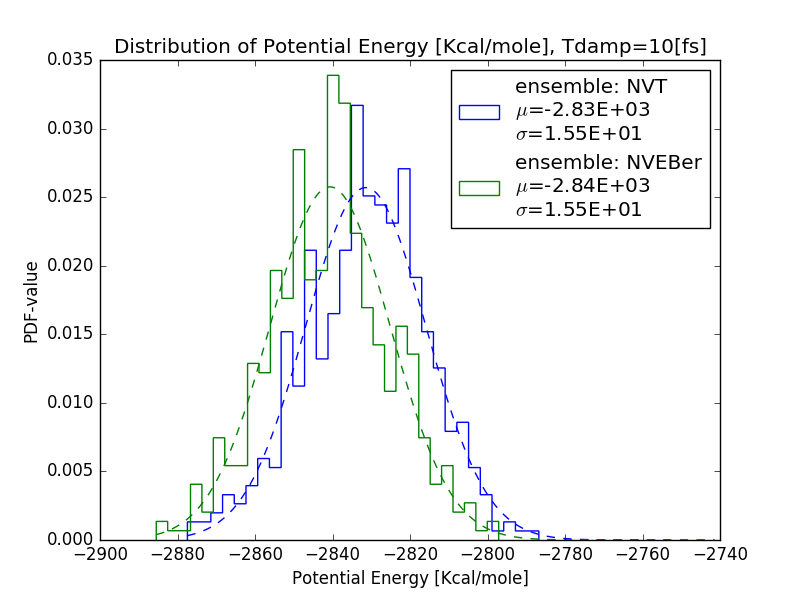 Distribution of Potential Energy [Kcal/mole], Tdamp=10[fs]
ensemble: NVT
μ=-2.83E+03
σ=1.55E+01
ensemble: NVEBer
μ=-2.84E+03
σ=1.55E+01
PDF-value
0.035
0.030
0.025
0.020
0.015
0.010
0.005
0.000
−2900 −2880 −2860 −2840 −2820 −2800 −2780 −2760 −2740
Potential Energy [Kcal/mole]